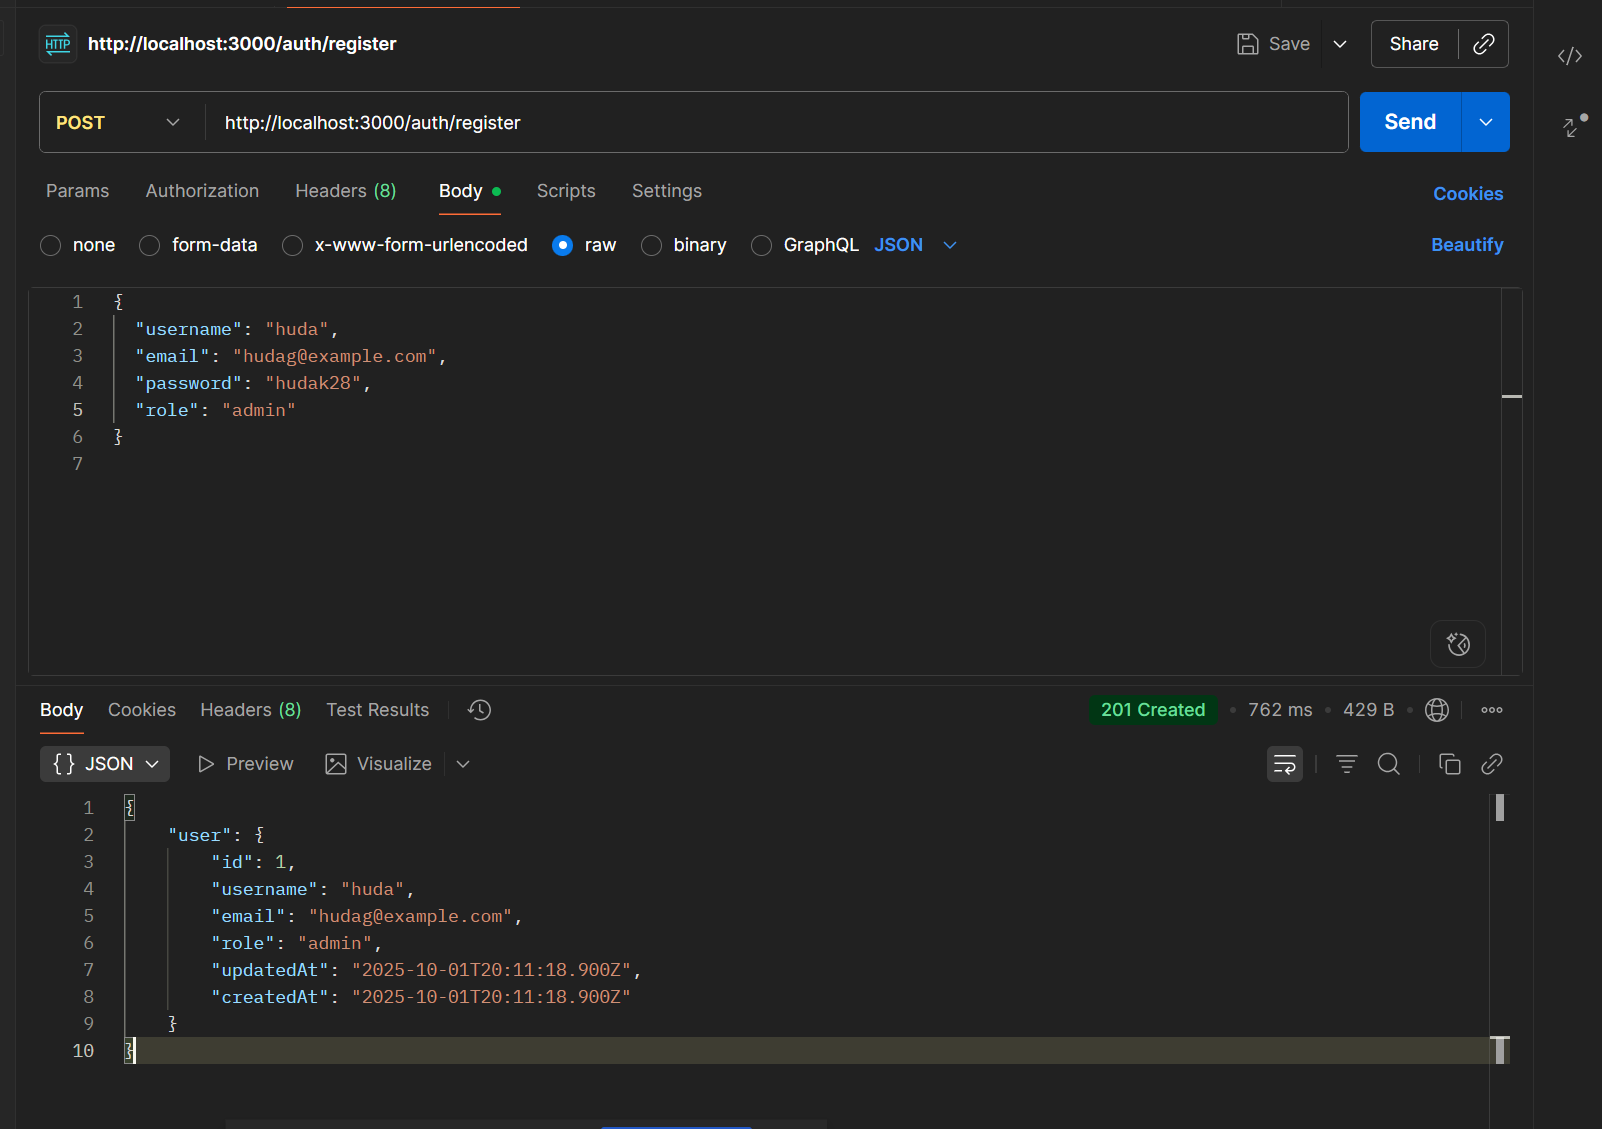 HTTP http://localhost:3000/auth/register Save Share
POST http://localhost:3000/auth/register Send
Params Authorization Headers (8) Body Scripts Settings Cookies
none form-data x-www-form-urlencoded raw binary GraphQL JSON Beautify
1 {
2 "username": "huda",
3 "email": "hudag@example.com",
4 "password": "hudak28",
5 "role": "admin"
6 }
7
Body Cookies Headers (8) Test Results 201 Created • 762 ms • 429 B •
{} JSON Preview Visualize
1 {
2 "user": {
3 "id": 1,
4 "username": "huda",
5 "email": "hudag@example.com",
6 "role": "admin",
7 "updatedAt": "2025-10-01T20:11:18.900Z",
8 "createdAt": "2025-10-01T20:11:18.900Z"
9 }
10 }